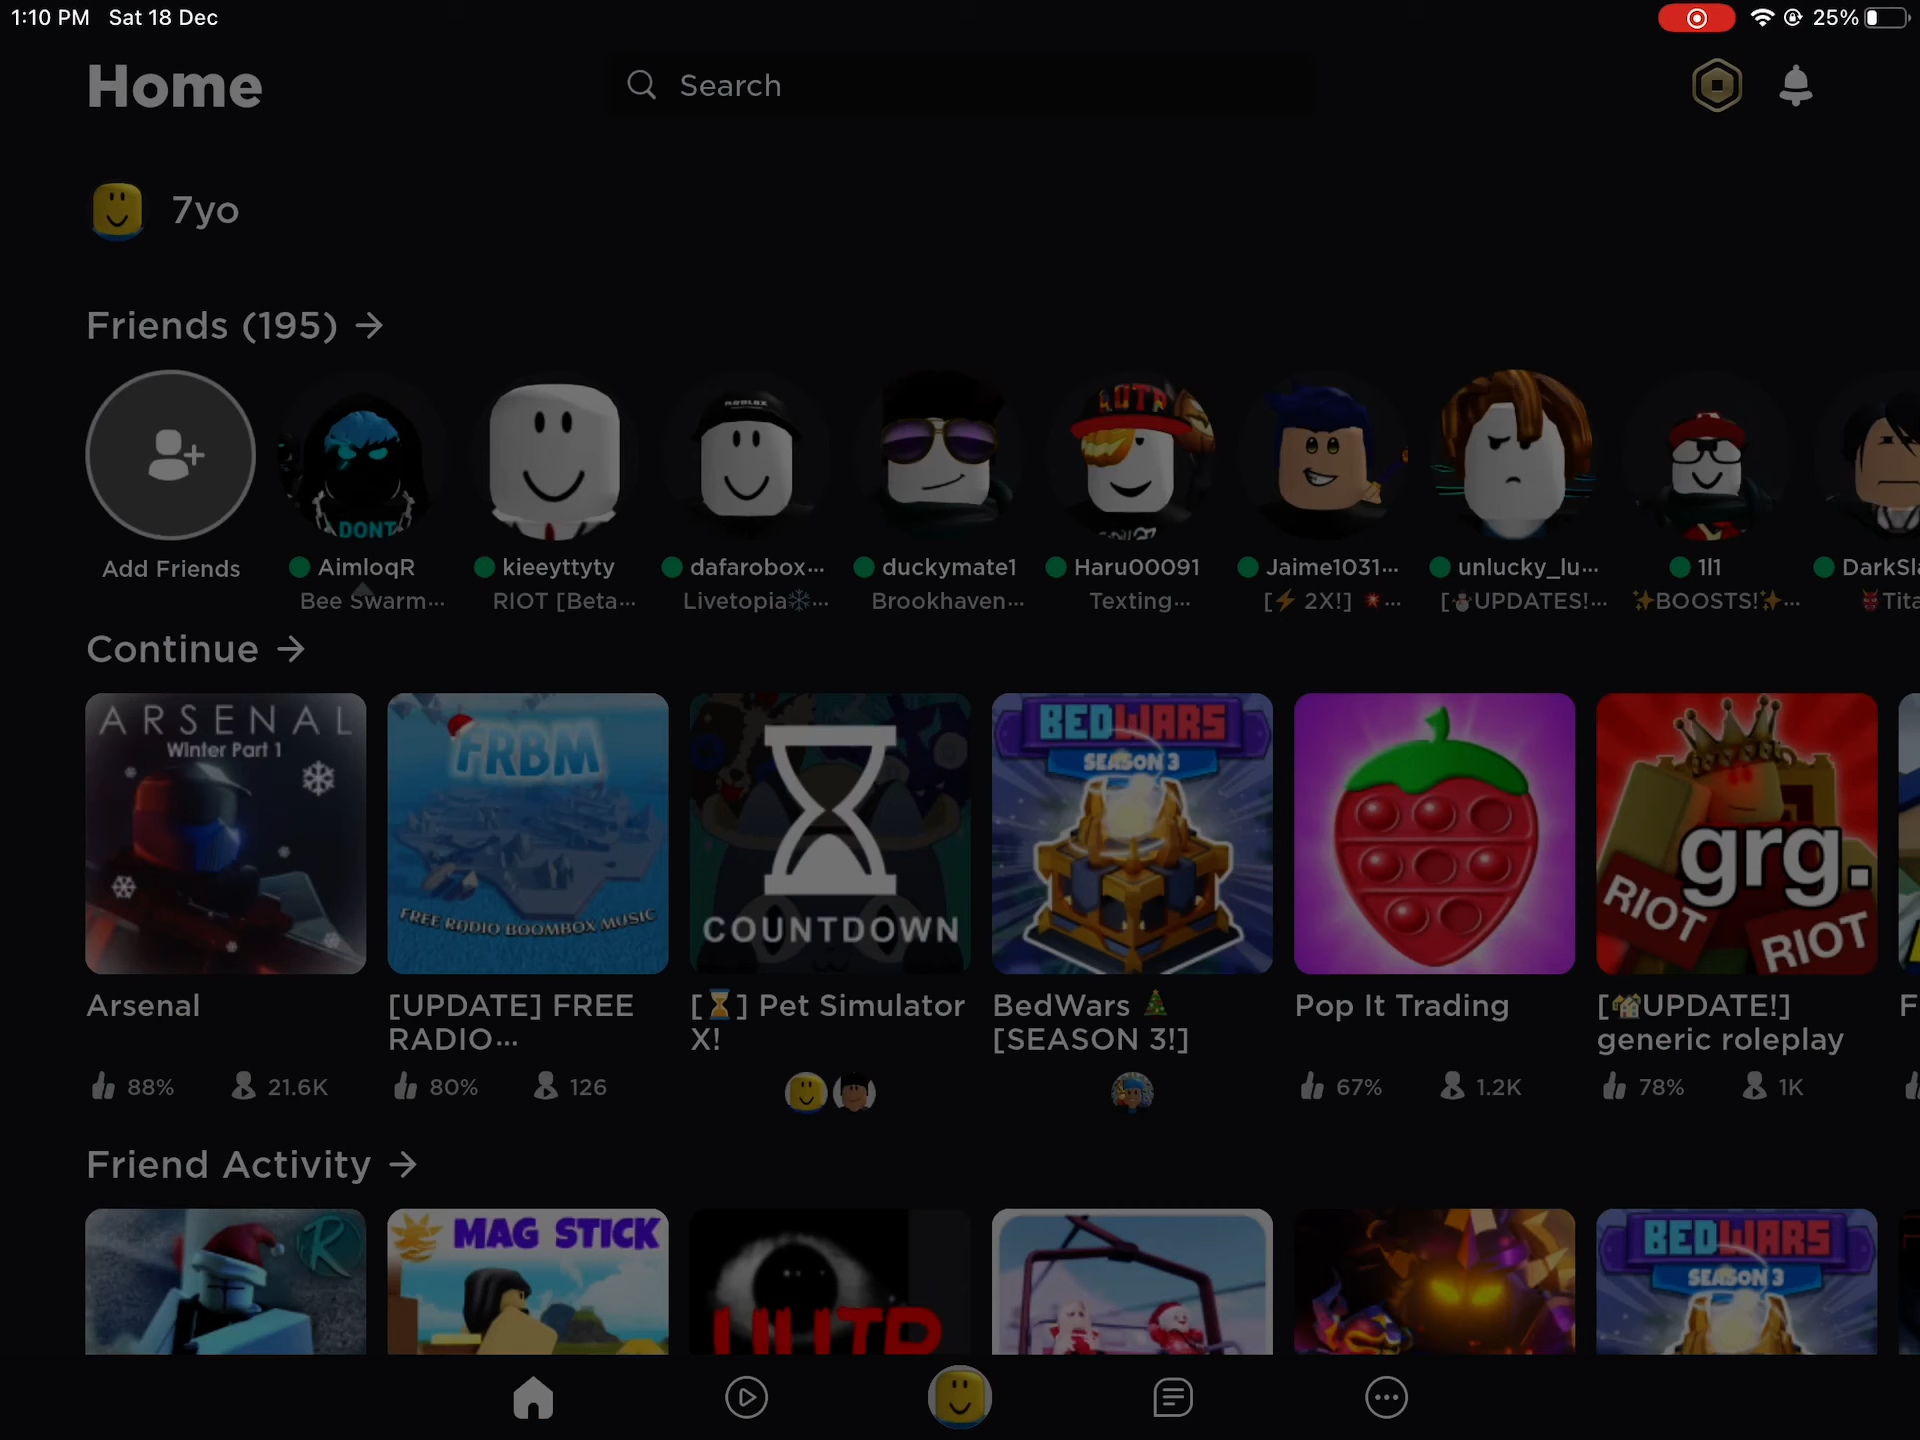 1:10 PM Sat 18 Dec 25%
Home
Search
7yo
Friends (195) →
DONT
ROBLOX
AOTP
Add Friends
AimloqR
kieeyttyty
dafarobox...
duckymate1
Haru00091
Jaime1031...
unlucky_lu...
1l1
DarkSl
Bee Swarm...
RIOT [Beta...
Livetopia❄️...
Brookhaven...
Texting...
[⚡ 2X!] 💥...
[⛄UPDATES!...
✨BOOSTS!✨...
👹Tita
Continue →
ARSENAL
Winter Part 1
FRBM
FREE RADIO BOOMBOX MUSIC
COUNTDOWN
BEDWARS
SEASON 3
grg.
RIOT
RIOT
Arsenal
[UPDATE] FREE
RADIO...
[⏳] Pet Simulator
X!
BedWars 🎄
[SEASON 3!]
Pop It Trading
[🏘️UPDATE!]
generic roleplay
F
88% 21.6K
80% 126
67% 1.2K
78% 1K
Friend Activity →
R
MAG STICK
BEDWARS
SEASON 3